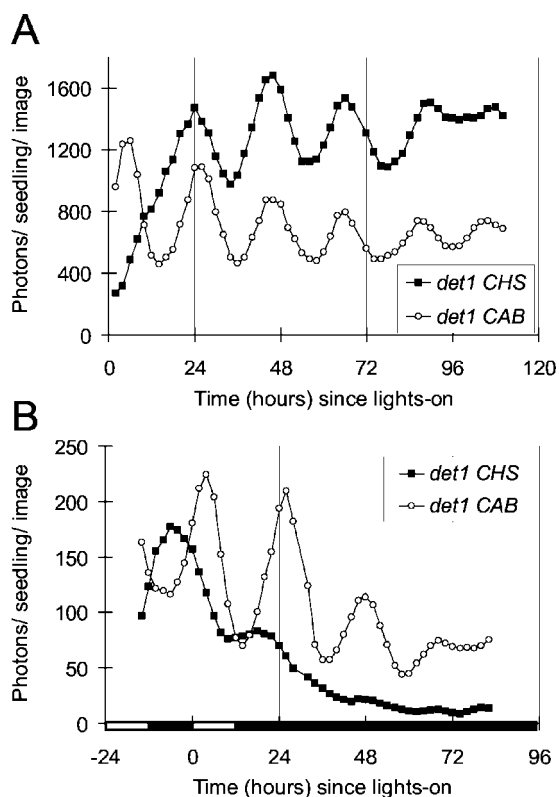 A
Photons/ seedling/ image
1600
1200
800
400
0
det1 CHS
det1 CAB
0 24 48 72 96 120
Time (hours) since lights-on
B
Photons/ seedling/ image
250
200
150
100
50
0
det1 CHS
det1 CAB
-24 0 24 48 72 96
Time (hours) since lights-on